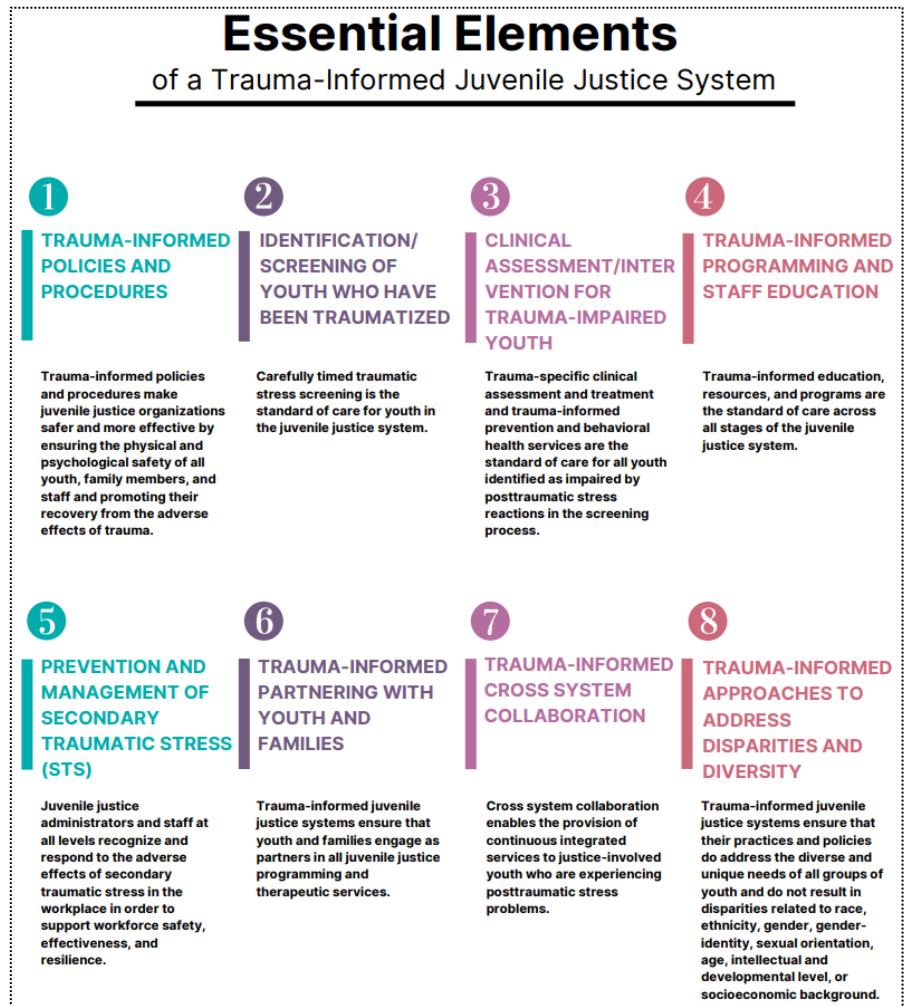 Essential Elements
of a Trauma-Informed Juvenile Justice System
1
TRAUMA-INFORMED
POLICIES AND
PROCEDURES
Trauma-informed policies
and procedures make
juvenile justice organizations
safer and more effective by
ensuring the physical and
psychological safety of all
youth, family members, and
staff and promoting their
recovery from the adverse
effects of trauma.
2
IDENTIFICATION/
SCREENING OF
YOUTH WHO HAVE
BEEN TRAUMATIZED
Carefully timed traumatic
stress screening is the
standard of care for youth in
the juvenile justice system.
3
CLINICAL
ASSESSMENT/INTER
VENTION FOR
TRAUMA-IMPAIRED
YOUTH
Trauma-specific clinical
assessment and treatment
and trauma-informed
prevention and behavioral
health services are the
standard of care for all youth
identified as impaired by
posttraumatic stress
reactions in the screening
process.
4
TRAUMA-INFORMED
PROGRAMMING AND
STAFF EDUCATION
Trauma-informed education,
resources, and programs are
the standard of care across
all stages of the juvenile
justice system.
5
PREVENTION AND
MANAGEMENT OF
SECONDARY
TRAUMATIC STRESS
(STS)
Juvenile justice
administrators and staff at
all levels recognize and
respond to the adverse
effects of secondary
traumatic stress in the
workplace in order to
support workforce safety,
effectiveness, and
resilience.
6
TRAUMA-INFORMED
PARTNERING WITH
YOUTH AND
FAMILIES
Trauma-informed juvenile
justice systems ensure that
youth and families engage as
partners in all juvenile justice
programming and
therapeutic services.
7
TRAUMA-INFORMED
CROSS SYSTEM
COLLABORATION
Cross system collaboration
enables the provision of
continuous integrated
services to justice-involved
youth who are experiencing
posttraumatic stress
problems.
8
TRAUMA-INFORMED
APPROACHES TO
ADDRESS
DISPARITIES AND
DIVERSITY
Trauma-informed juvenile
justice systems ensure that
their practices and policies
do address the diverse and
unique needs of all groups of
youth and do not result in
disparities related to race,
ethnicity, gender, gender-
identity, sexual orientation,
age, intellectual and
developmental level, or
socioeconomic background.